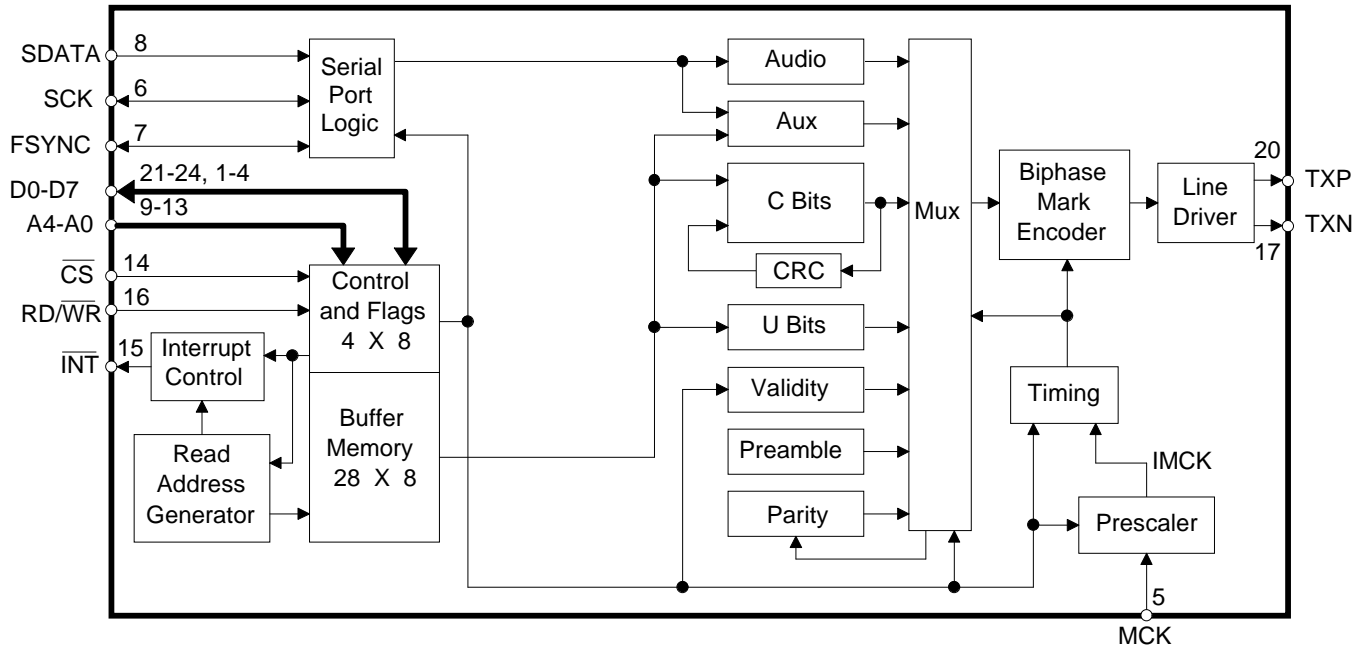 SDATA
8
SCK
6
FSYNC
7
D0-D7
21-24, 1-4
A4-A0
9-13
CS
14
RD/WR
16
INT
15
Serial
Port
Logic
Control
and Flags
4 X 8
Interrupt
Control
Buffer
Memory
28 X 8
Read
Address
Generator
Audio
Aux
C Bits
CRC
U Bits
Validity
Preamble
Parity
Mux
Biphase
Mark
Encoder
Line
Driver
20
TXP
TXN
17
Timing
IMCK
Prescaler
5
MCK